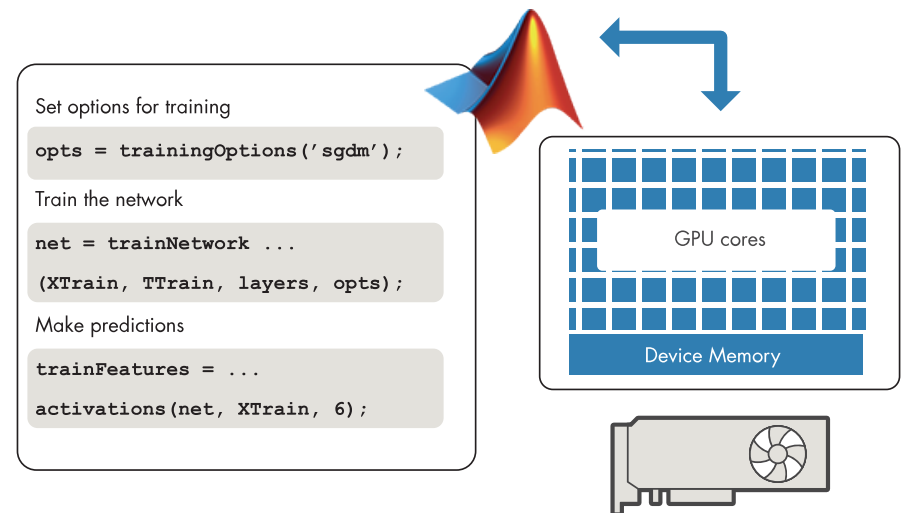 Set options for training
opts = trainingOptions(’sgdm’);
Train the network
net = trainNetwork ...
(XTrain, TTrain, layers, opts);
Make predictions
trainFeatures = ...
activations(net, XTrain, 6);
GPU cores
Device Memory